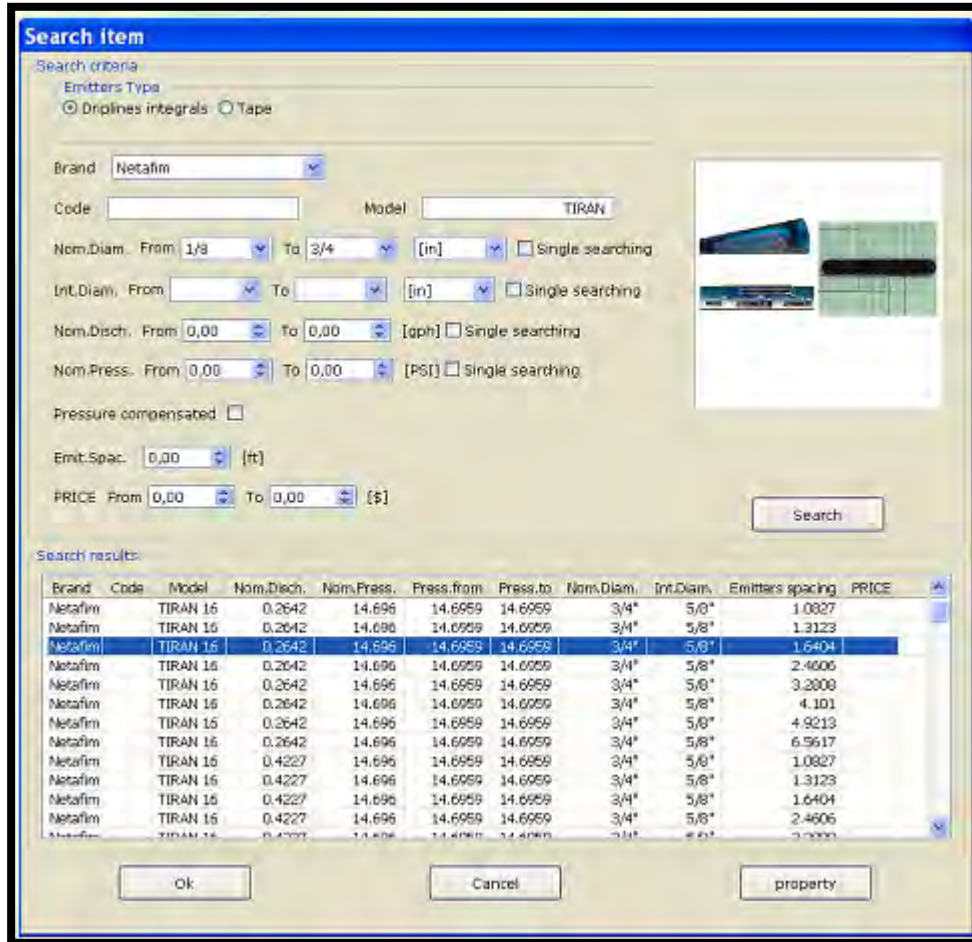 Search item
Search criteria
Emitters Type
Driplines integrals Tape
Brand Netafim
Code Model TIRAN
Nom.Diam. From 1/8 To 3/4 [in] Single searching
Int.Diam. From To [in] Single searching
Nom.Disch. From 0,00 To 0,00 [gph] Single searching
Nom.Press. From 0,00 To 0,00 [PSI] Single searching
Pressure compensated
Emit.Spac. 0,00 [ft]
PRICE From 0,00 To 0,00 [$]
Search
Search results
Brand Code Model Nom.Disch. Nom.Press. Press.from Press.to Nom.Diam. Int.Diam. Emitters spacing PRICE
Netafim TIRAN 16 0.2642 14.696 14.6959 14.6959 3/4" 5/8" 1.0827
Netafim TIRAN 16 0.2642 14.696 14.6959 14.6959 3/4" 5/8" 1.3123
Netafim TIRAN 16 0.2642 14.696 14.6959 14.6959 3/4" 5/8" 1.6404
Netafim TIRAN 16 0.2642 14.696 14.6959 14.6959 3/4" 5/8" 2.4606
Netafim TIRAN 16 0.2642 14.696 14.6959 14.6959 3/4" 5/8" 3.2808
Netafim TIRAN 16 0.2642 14.696 14.6959 14.6959 3/4" 5/8" 4.101
Netafim TIRAN 16 0.2642 14.696 14.6959 14.6959 3/4" 5/8" 4.9213
Netafim TIRAN 16 0.2642 14.696 14.6959 14.6959 3/4" 5/8" 6.5617
Netafim TIRAN 16 0.4227 14.696 14.6959 14.6959 3/4" 5/8" 1.0827
Netafim TIRAN 16 0.4227 14.696 14.6959 14.6959 3/4" 5/8" 1.3123
Netafim TIRAN 16 0.4227 14.696 14.6959 14.6959 3/4" 5/8" 1.6404
Netafim TIRAN 16 0.4227 14.696 14.6959 14.6959 3/4" 5/8" 2.4606
Ok Cancel property